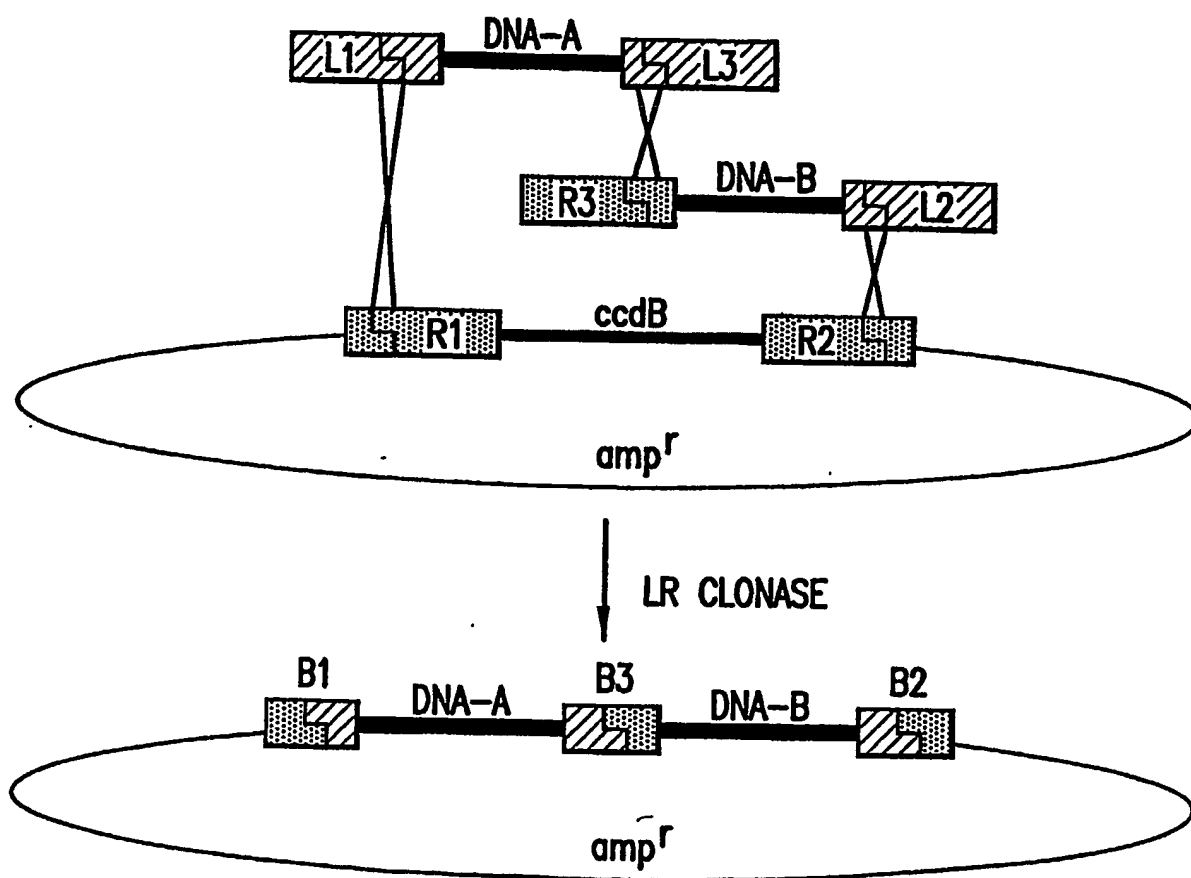 DNA-A
L1
L3
DNA-B
R3
L2
ccdB
R1
R2
amp^r
LR CLONASE
B1
DNA-A
B3
DNA-B
B2
amp^r